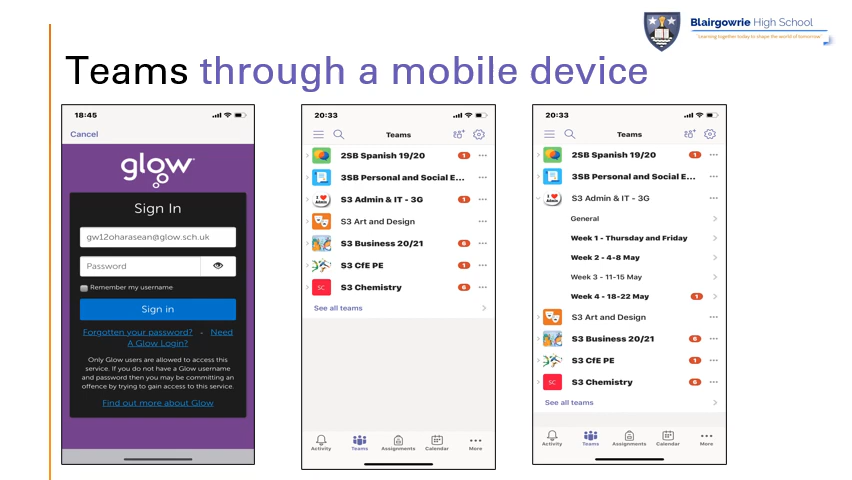 Blairgowrie High School
"Learning together today to shape the world of tomorrow"
Teams through a mobile device
18:45
Cancel
glow
Sign In
gw12oharasean@glow.sch.uk
Password
Remember my username
Sign in
Forgotten your password? - Need
A Glow Login?
Only Glow users are allowed to access this
service. If you do not have a Glow username
and password then you may be committing an
offence by trying to gain access to this service.
Find out more about Glow
20:33
Teams
2SB Spanish 19/20 1
3SB Personal and Social E...
I ♥ Admin
S3 Admin & IT - 3G 1
S3 Art and Design
S3 Business 20/21 6
S3 CfE PE 1
SC S3 Chemistry 6
See all teams
Activity Teams Assignments Calendar More
20:33
Teams
2SB Spanish 19/20 1
3SB Personal and Social E...
I ♥ Admin
S3 Admin & IT - 3G
General
Week 1 - Thursday and Friday
Week 2 - 4-8 May
Week 3 - 11-15 May
Week 4 - 18-22 May 1
S3 Art and Design
S3 Business 20/21 6
S3 CfE PE 1
SC S3 Chemistry 6
See all teams
Activity Teams Assignments Calendar More